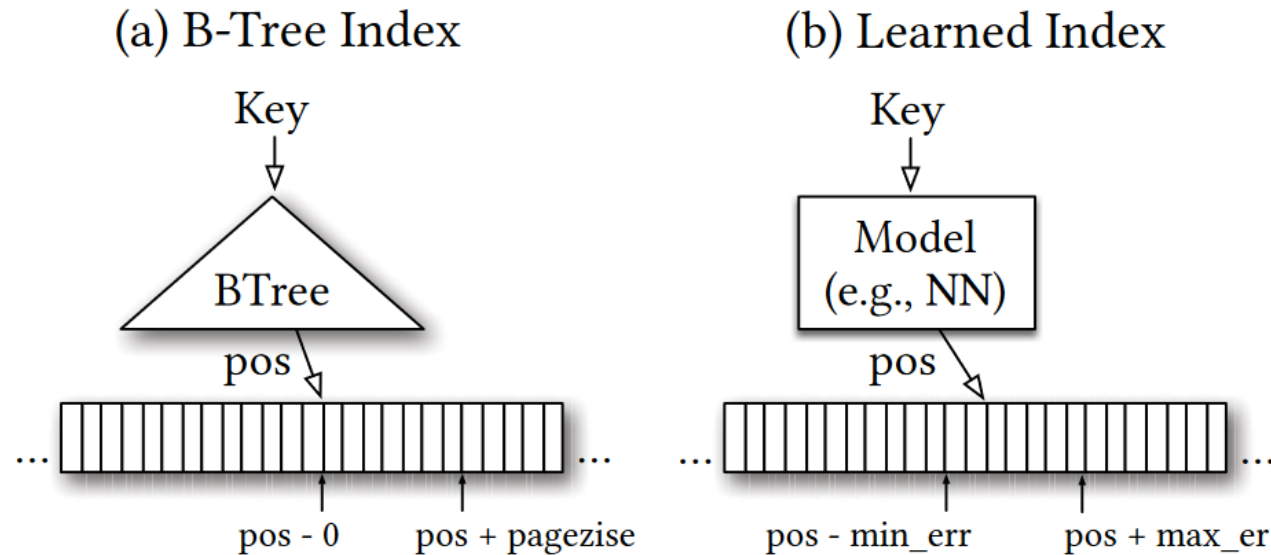 (a) B-Tree Index
Key
BTree
pos
...
...
pos - 0
pos + pagezise
(b) Learned Index
Key
Model
(e.g., NN)
pos
...
...
pos - min_err
pos + max_er